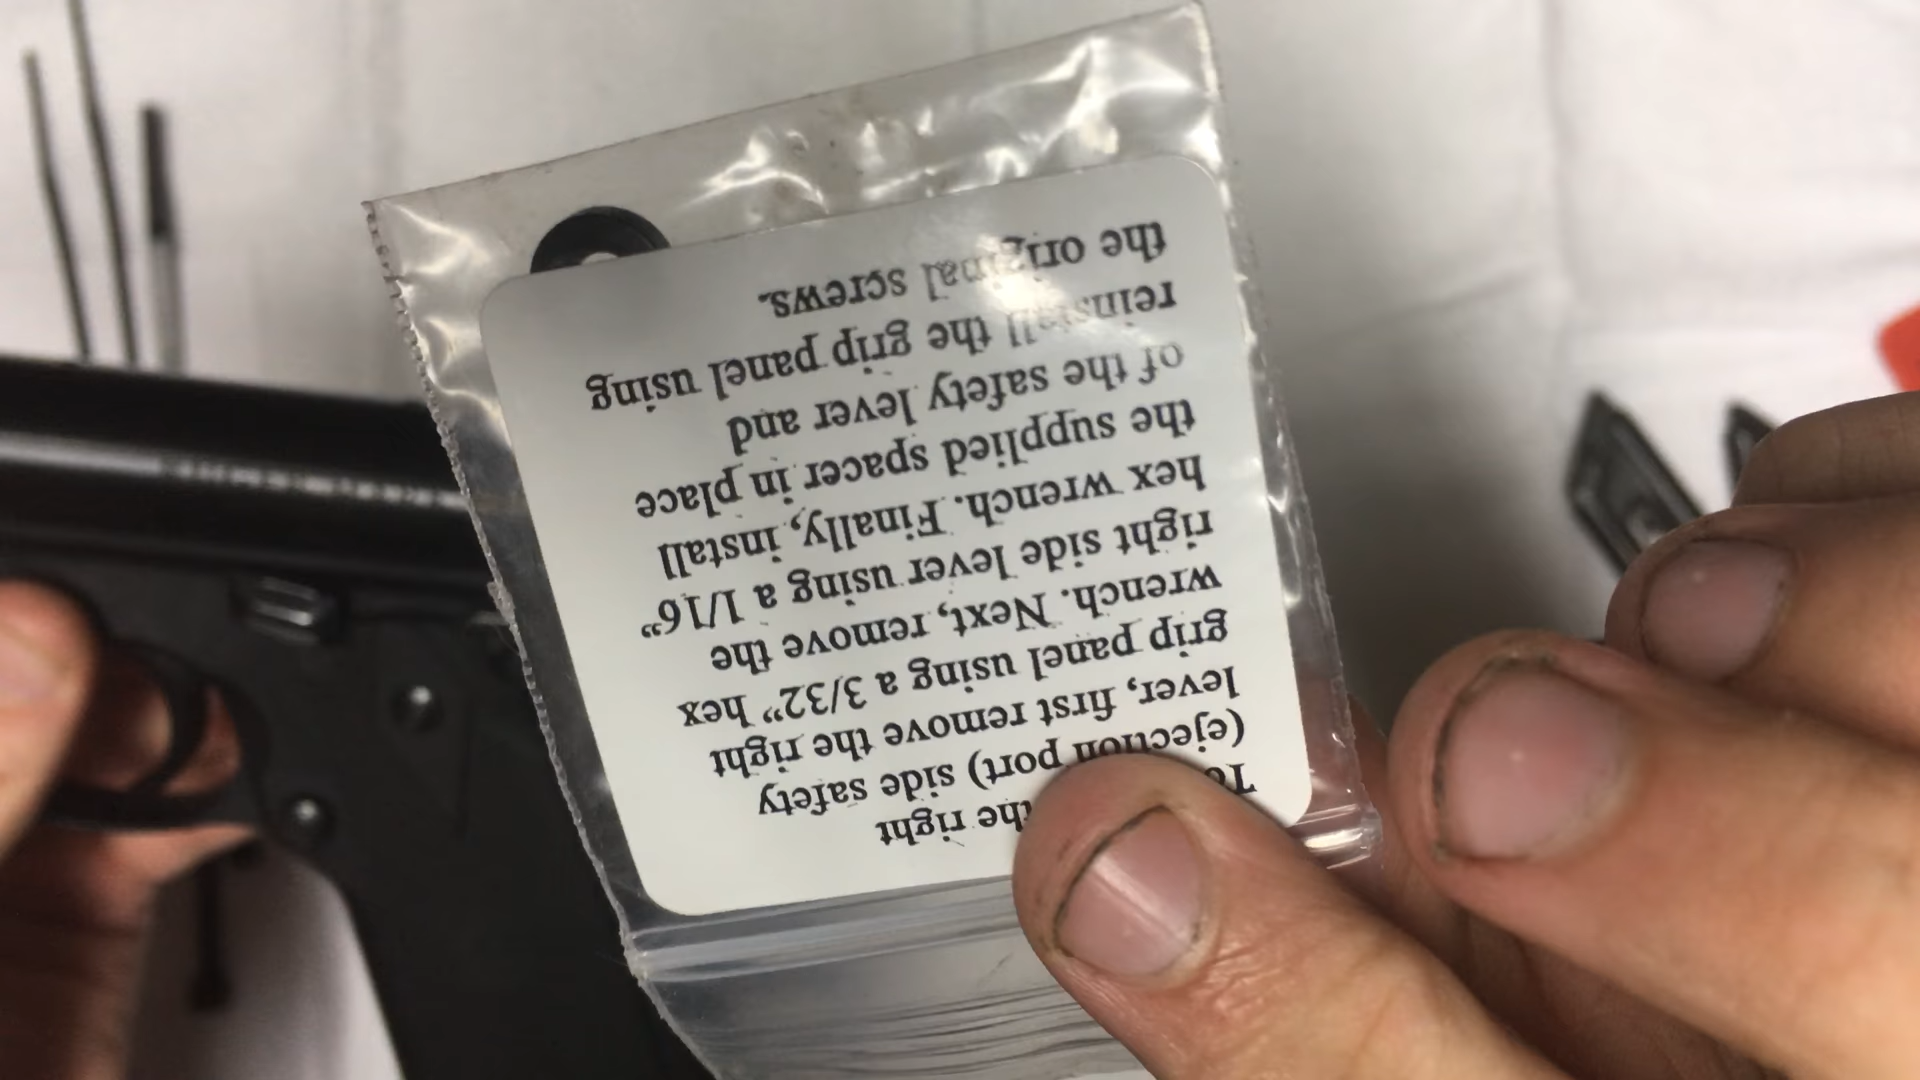 the right
(ejection port) side safety
lever, first remove the right
grip panel using a 3/32” hex
wrench. Next, remove the
right side lever using a 1/16”
hex wrench. Finally, install
the supplied spacer in place
of the safety lever and
reinstall the grip panel using
the original screws.